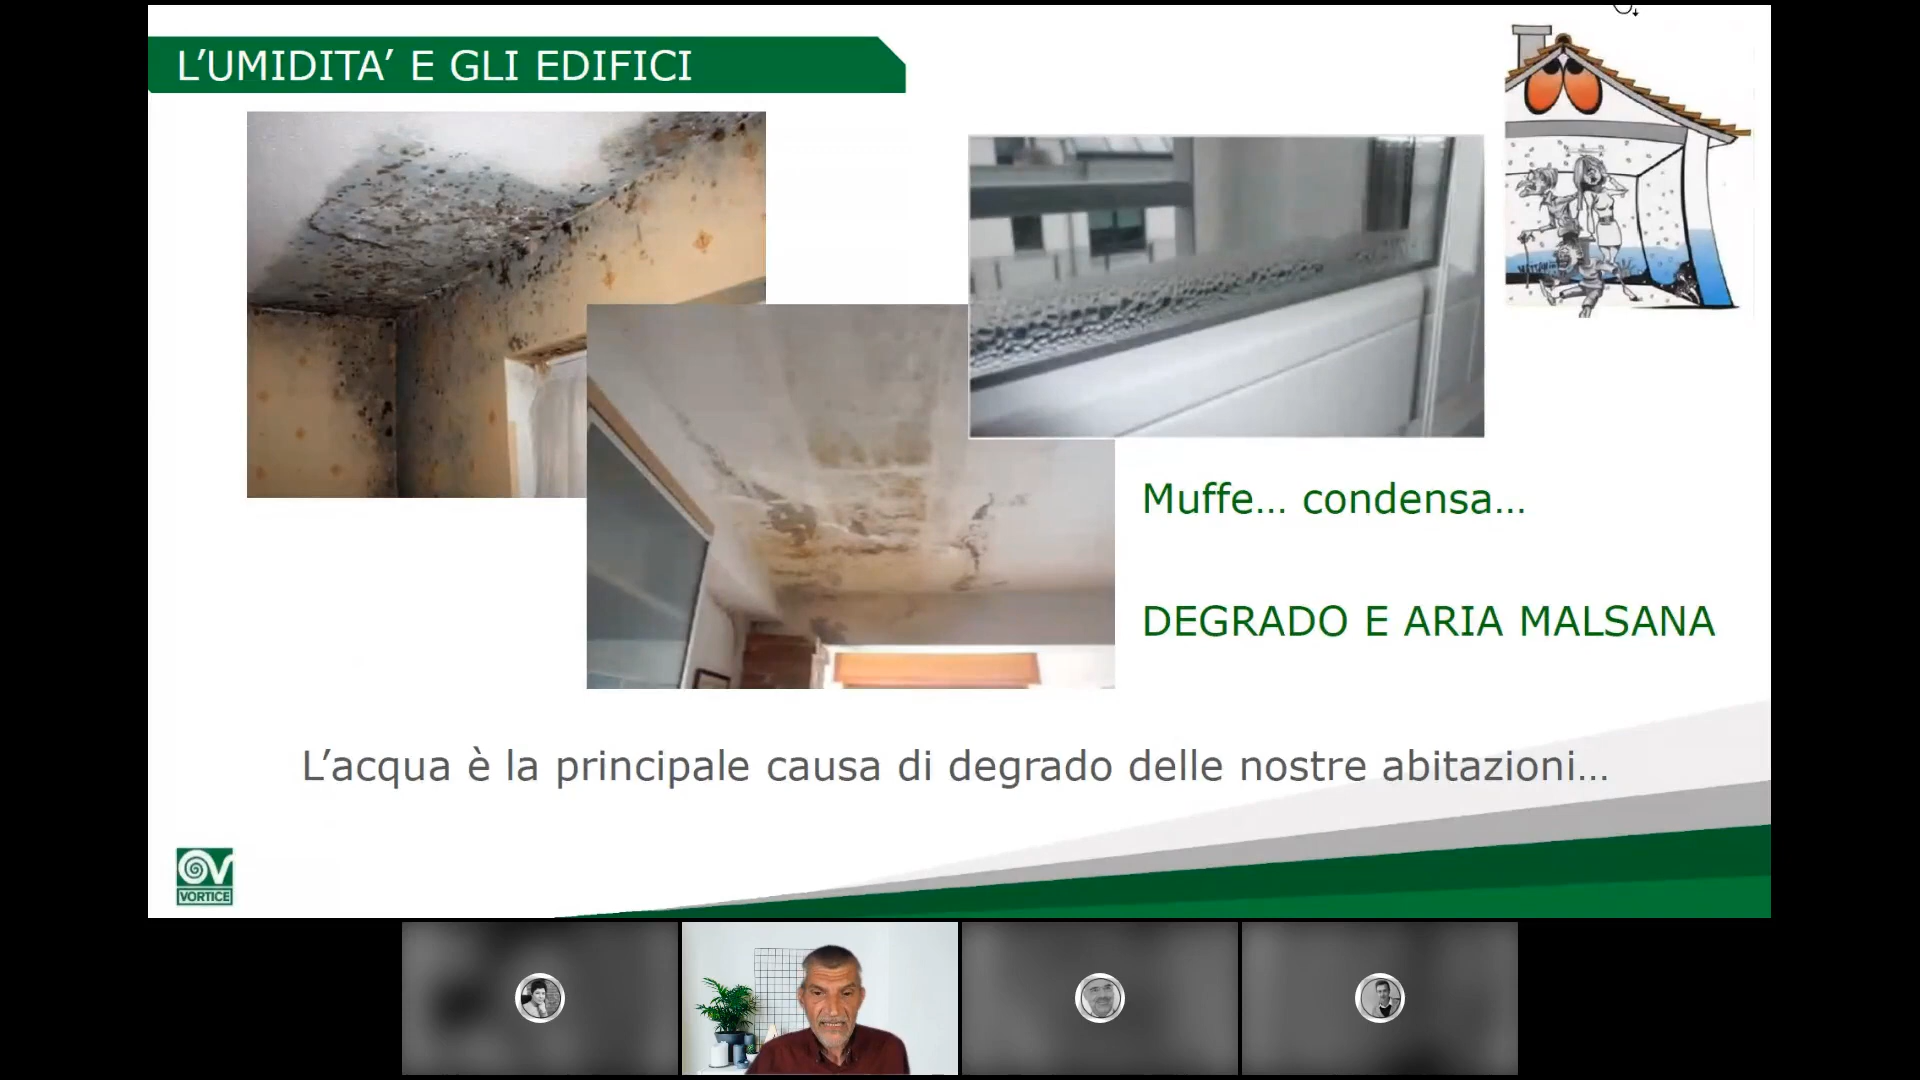 L’UMIDITA’ E GLI EDIFICI
Muffe… condensa…
DEGRADO E ARIA MALSANA
L’acqua è la principale causa di degrado delle nostre abitazioni…
VORTICE